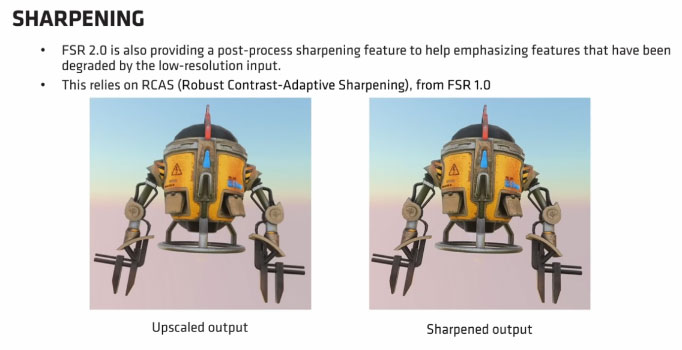 SHARPENING
• FSR 2.0 is also providing a post-process sharpening feature to help emphasizing features that have been
degraded by the low-resolution input.
• This relies on RCAS (Robust Contrast-Adaptive Sharpening), from FSR 1.0
Upscaled output
Sharpened output